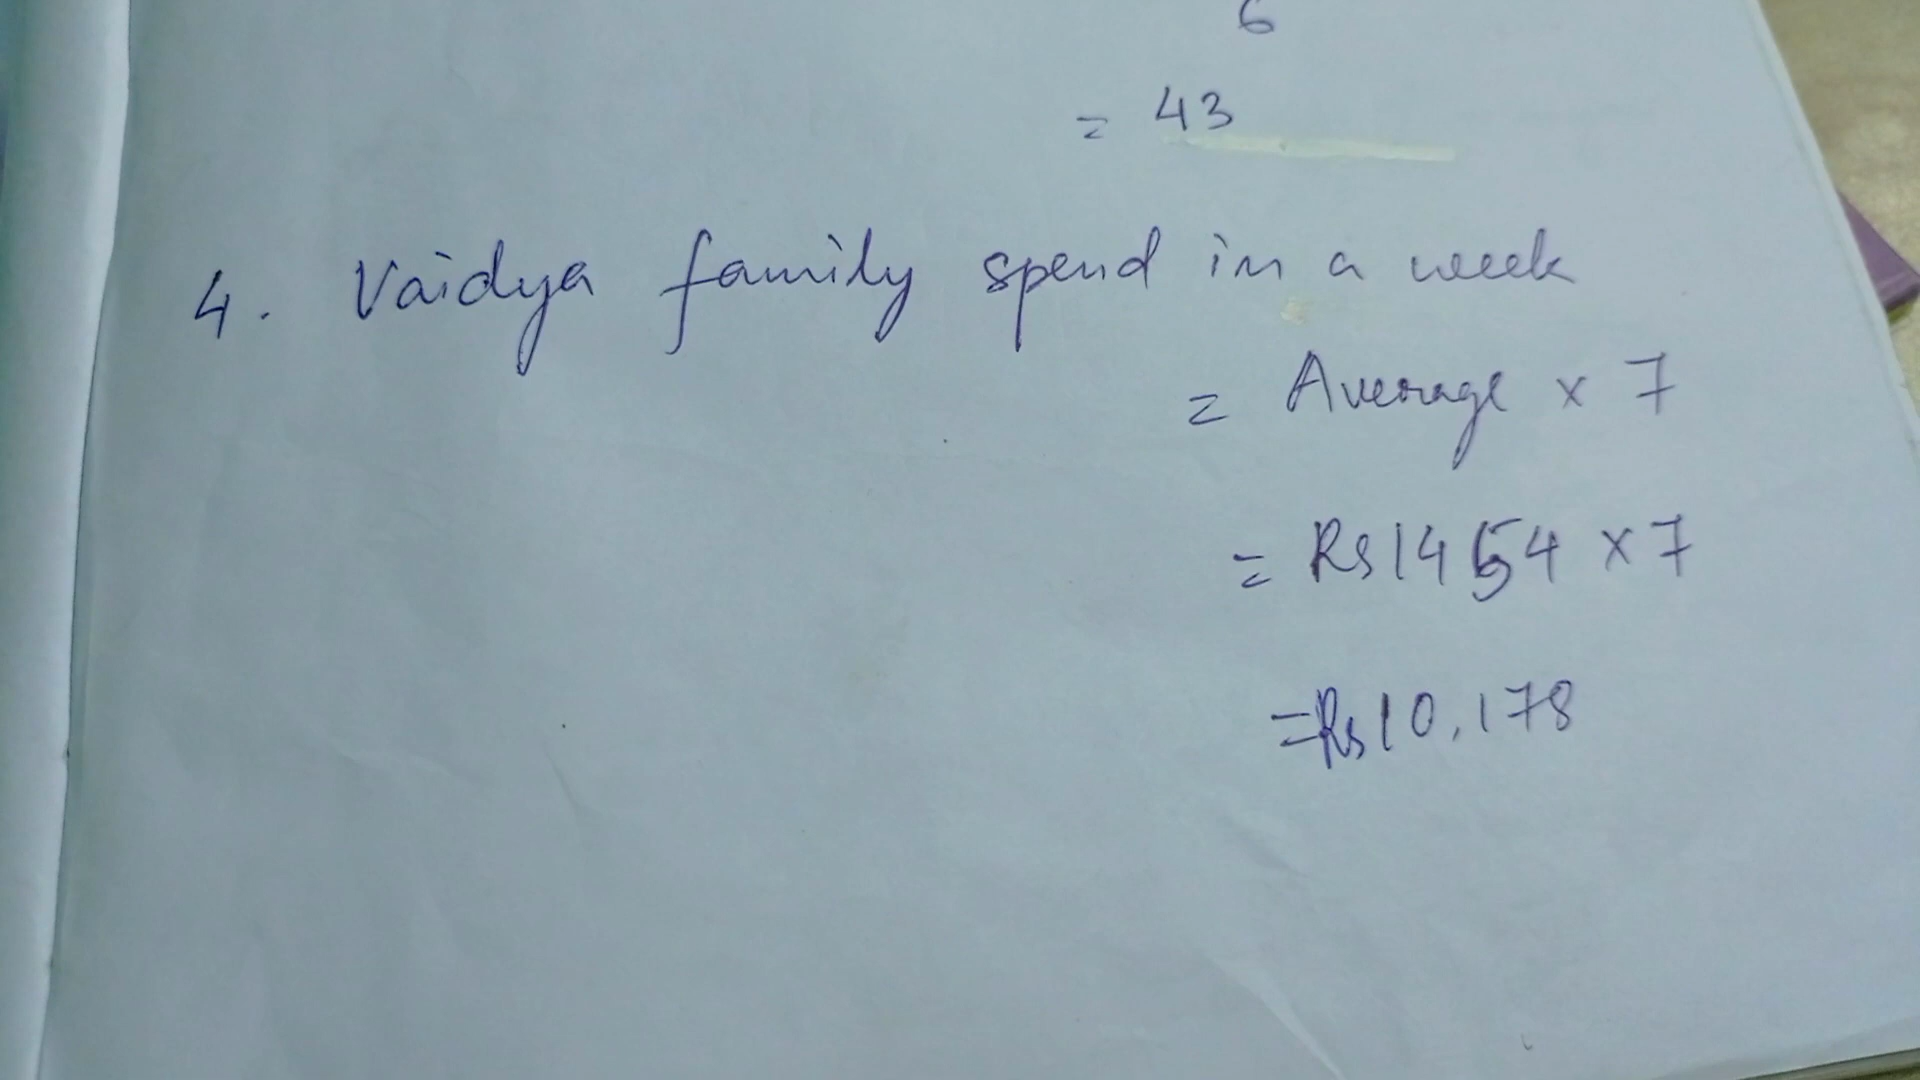 6
= 43
4. Vaidya family spend in a week
= Average x 7
= Rs 1454 x 7
= Rs 10,178